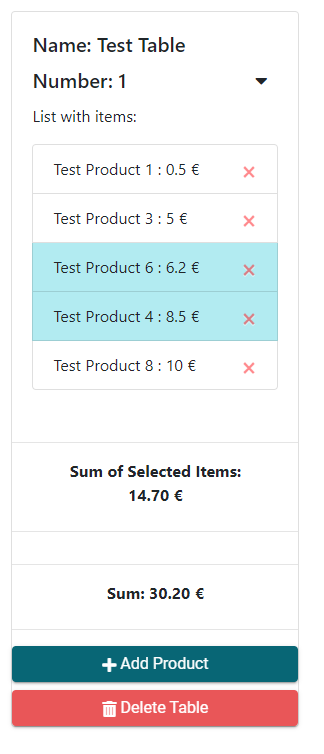 Name: Test Table
Number: 1
List with items:
Test Product 1 : 0.5 €
Test Product 3 : 5 €
Test Product 6 : 6.2 €
Test Product 4 : 8.5 €
Test Product 8 : 10 €
Sum of Selected Items:
14.70 €
Sum: 30.20 €
Add Product
Delete Table